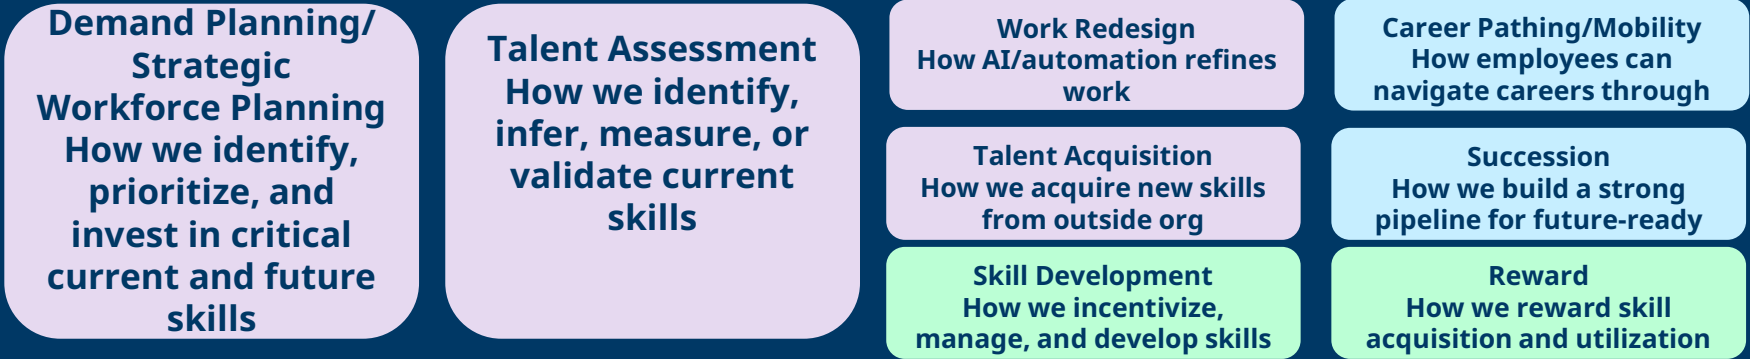 Demand Planning/
Strategic
Workforce Planning
How we identify,
prioritize, and
invest in critical
current and future
skills
Talent Assessment
How we identify,
infer, measure, or
validate current
skills
Work Redesign
How AI/automation refines
work
Career Pathing/Mobility
How employees can
navigate careers through
Talent Acquisition
How we acquire new skills
from outside org
Succession
How we build a strong
pipeline for future-ready
Skill Development
How we incentivize,
manage, and develop skills
Reward
How we reward skill
acquisition and utilization